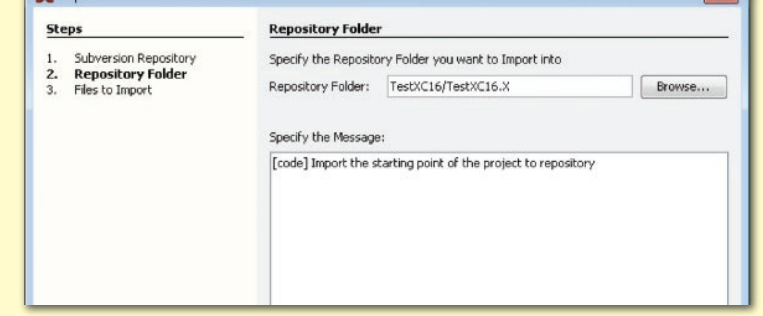 Steps
1. Subversion Repository
2. Repository Folder
3. Files to Import
Repository Folder
Specify the Repository Folder you want to Import into
Repository Folder: TestXC16/TestXC16.X Browse...
Specify the Message:
[code] Import the starting point of the project to repository